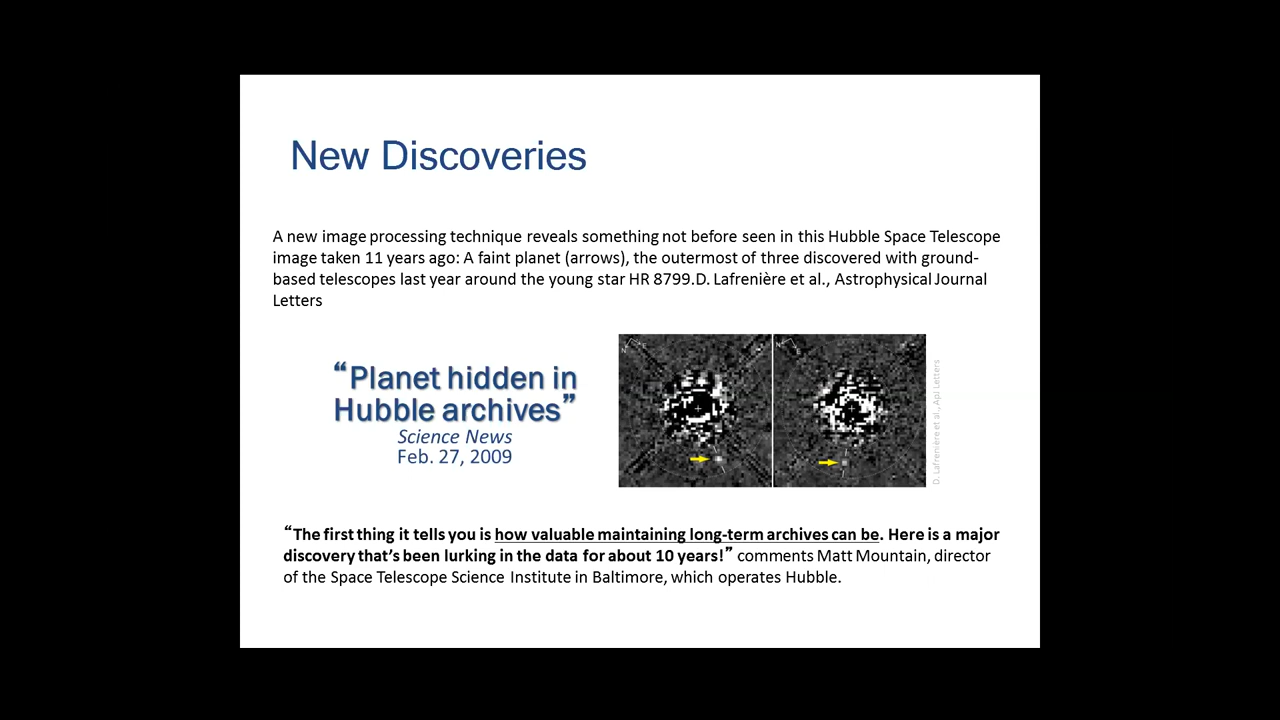 New Discoveries
A new image processing technique reveals something not before seen in this Hubble Space Telescope
image taken 11 years ago: A faint planet (arrows), the outermost of three discovered with ground-
based telescopes last year around the young star HR 8799.D. Lafrenière et al., Astrophysical Journal
Letters
“Planet hidden in
Hubble archives”
Science News
Feb. 27, 2009
N E
N
D. Lafrenière et al., ApJ Letters
“The first thing it tells you is how valuable maintaining long-term archives can be. Here is a major
discovery that’s been lurking in the data for about 10 years!” comments Matt Mountain, director
of the Space Telescope Science Institute in Baltimore, which operates Hubble.